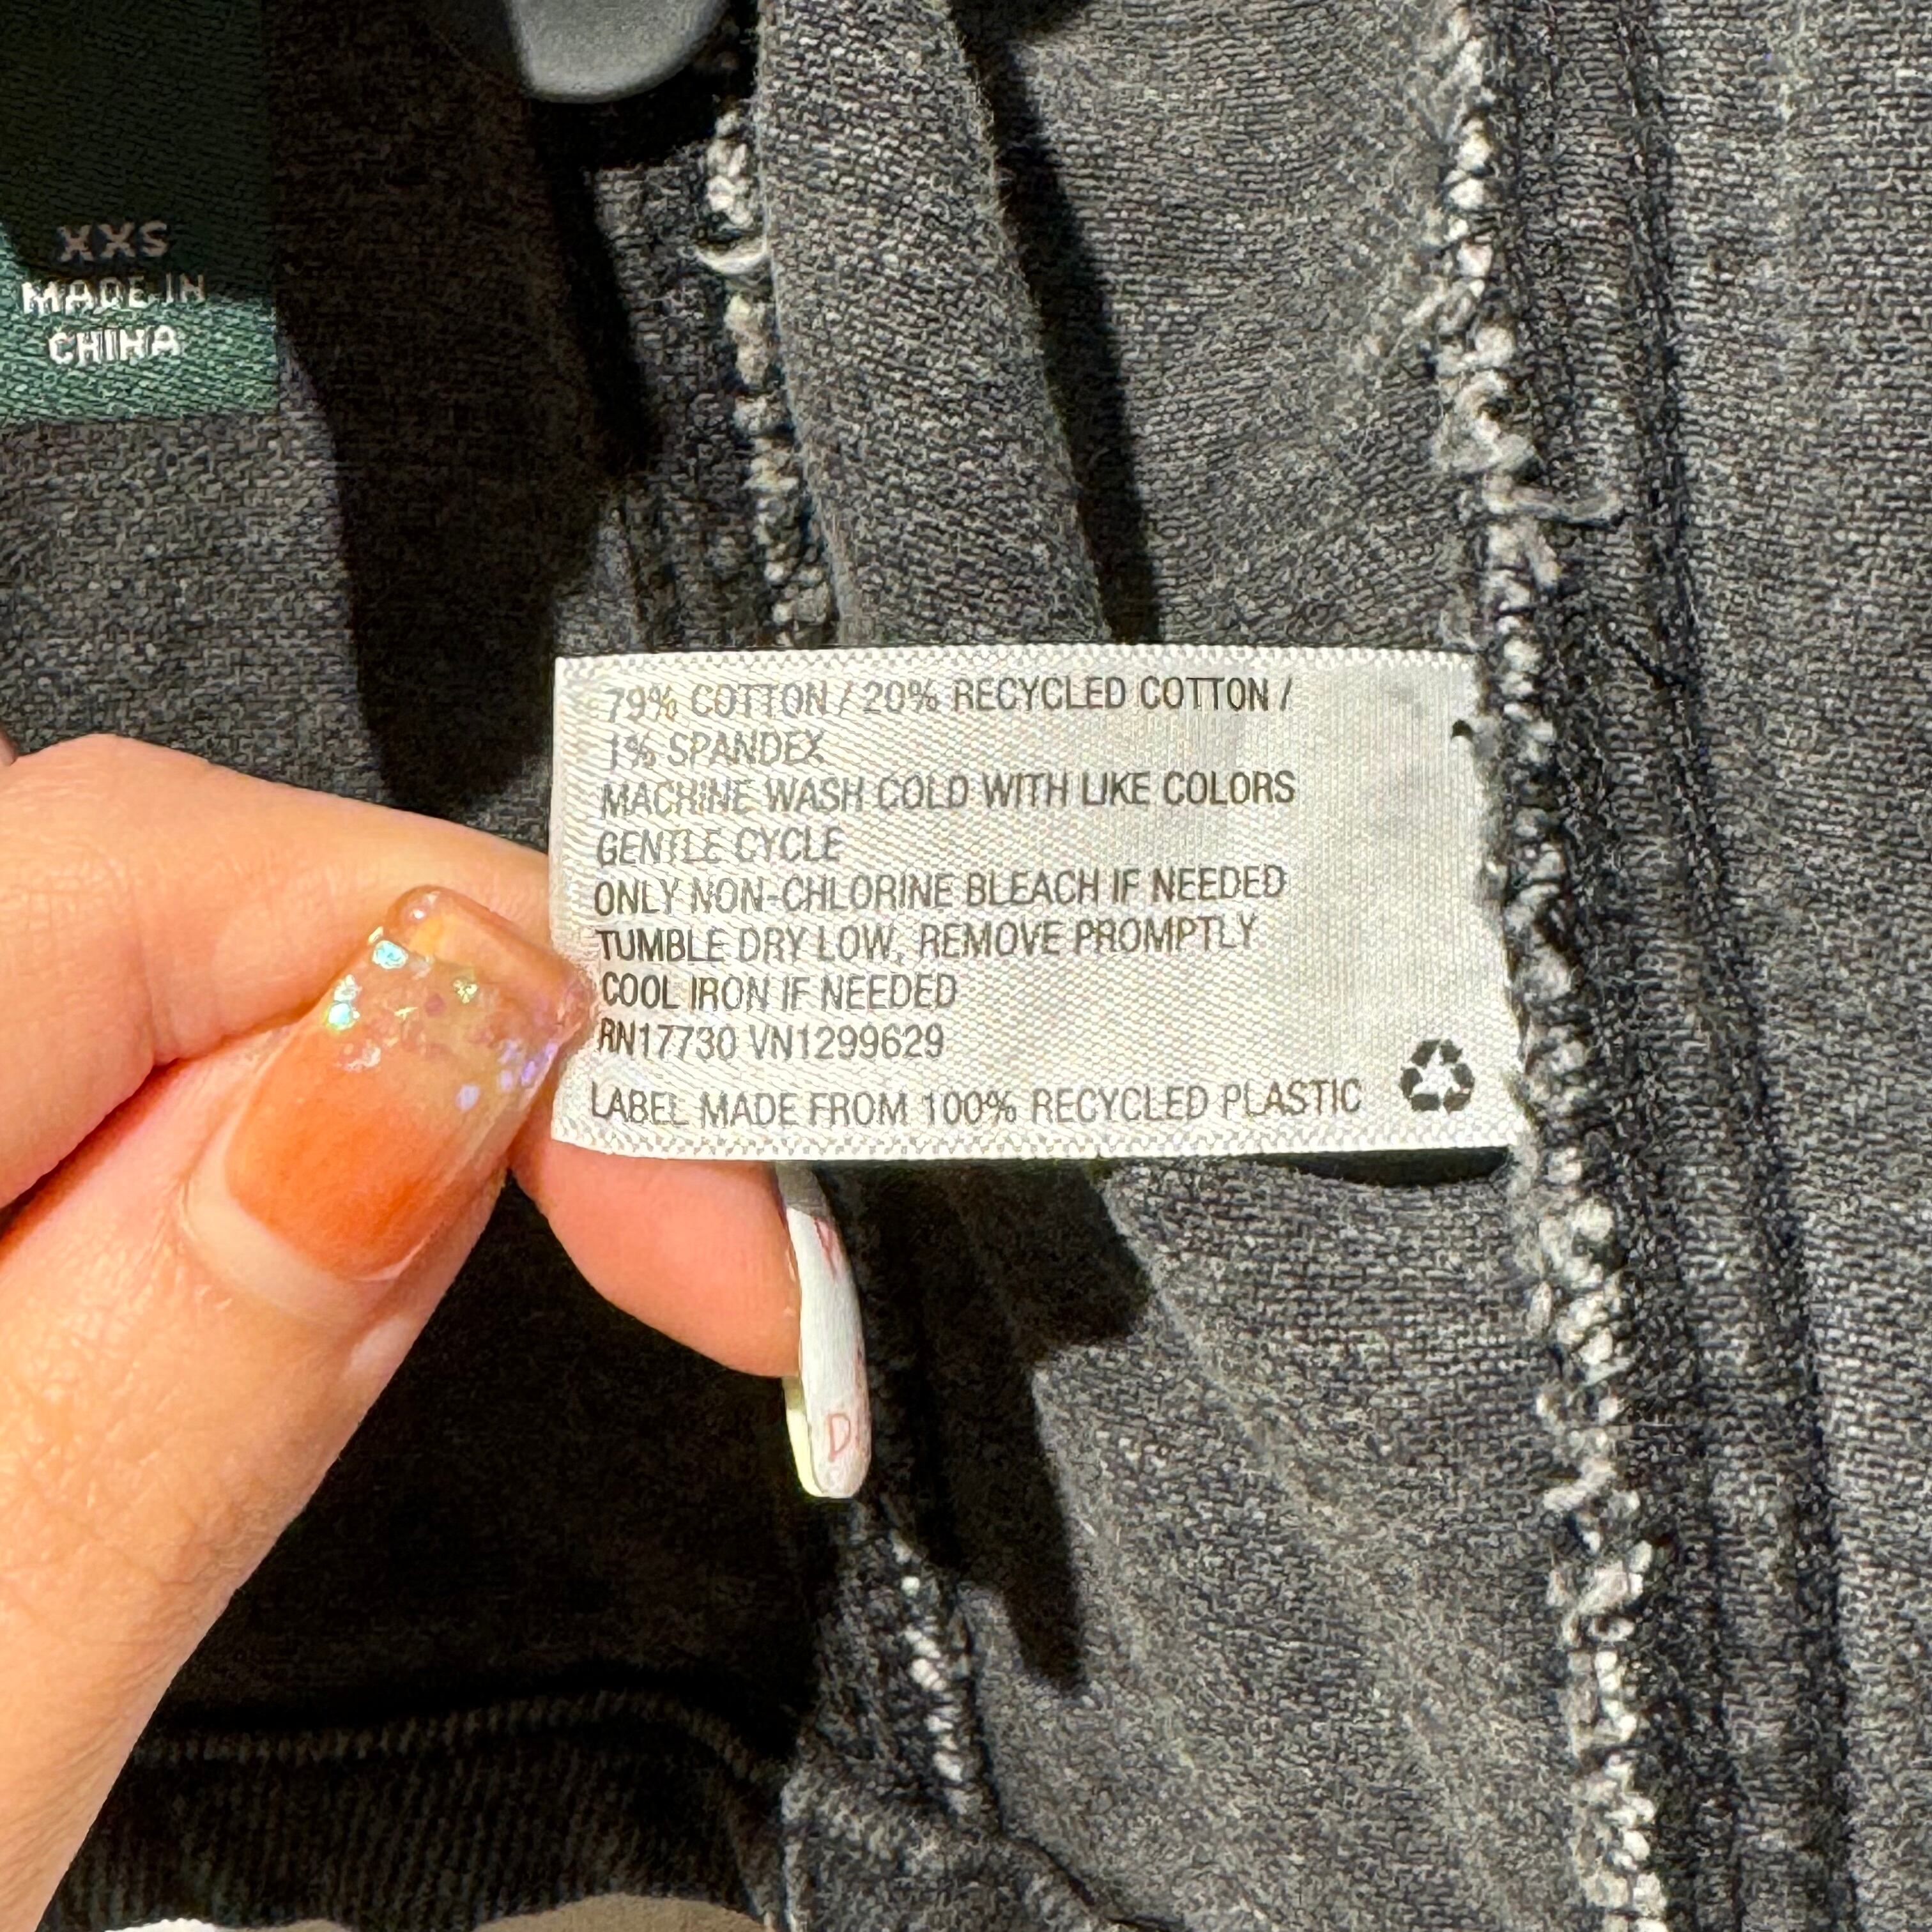 XXS
MADE IN
CHINA
79% COTTON / 20% RECYCLED COTTON /
1% SPANDEX
MACHINE WASH COLD WITH LIKE COLORS
GENTLE CYCLE
ONLY NON-CHLORINE BLEACH IF NEEDED
TUMBLE DRY LOW, REMOVE PROMPTLY
COOL IRON IF NEEDED
RN17730 VN1299629
LABEL MADE FROM 100% RECYCLED PLASTIC
D